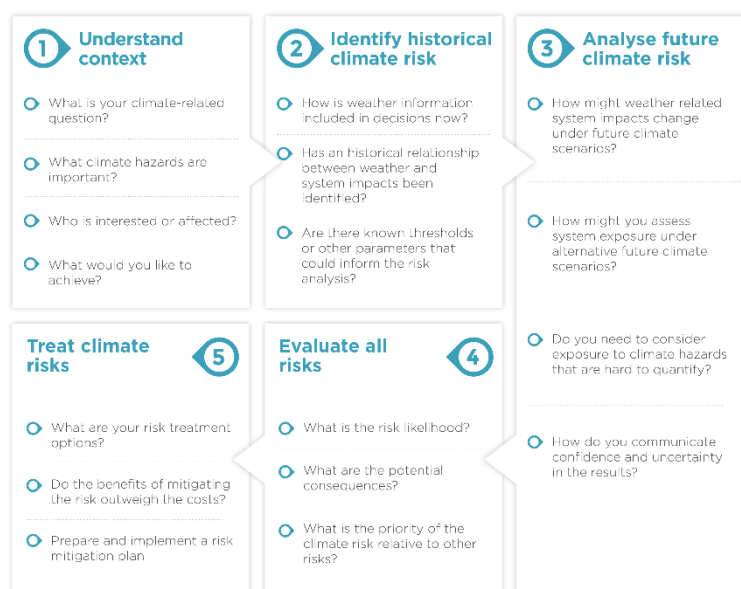 1
Understand
context
What is your climate-related
question?
What climate hazards are
important?
Who is interested or affected?
What would you like to
achieve?
2
Identify historical
climate risk
How is weather information
included in decisions now?
Has an historical relationship
between weather and
system impacts been
identified?
Are there known thresholds
or other parameters that
could inform the risk
analysis?
3
Analyse future
climate risk
How might weather related
system impacts change
under future climate
scenarios?
How might you assess
system exposure under
alternative future climate
scenarios?
Do you need to consider
exposure to climate hazards
that are hard to quantify?
How do you communicate
confidence and uncertainty
in the results?
Evaluate all
risks
4
What is the risk likelihood?
What are the potential
consequences?
What is the priority of the
climate risk relative to other
risks?
Treat climate
risks
5
What are your risk treatment
options?
Do the benefits of mitigating
the risk outweigh the costs?
Prepare and implement a risk
mitigation plan